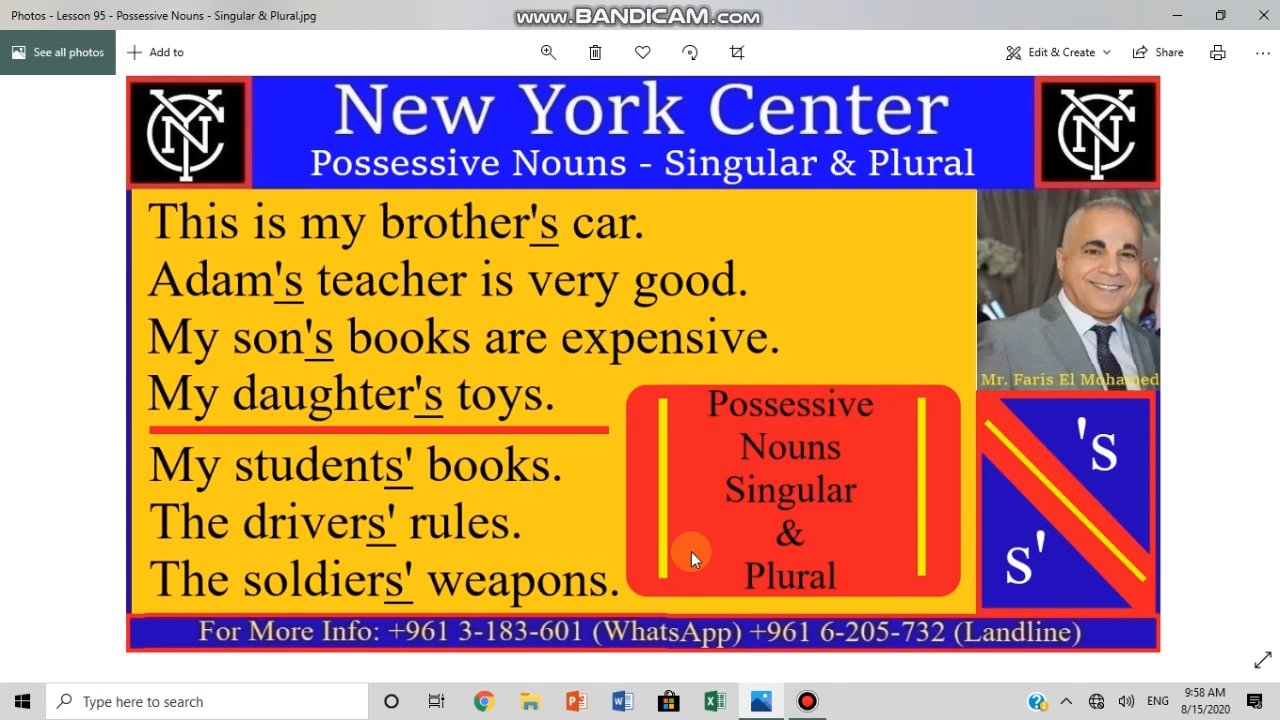 Photos - Lesson 95 - Possessive Nouns - Singular & Plural.jpg
www.BANDICAM.com
See all photos
Add to
Edit & Create
Share
New York Center
Possessive Nouns - Singular & Plural
This is my brother's car.
Adam's teacher is very good.
My son's books are expensive.
My daughter's toys.
My students' books.
The drivers' rules.
The soldiers' weapons.
Possessive
Nouns
Singular
&
Plural
Mr. Faris El Mohamed
's
s'
For More Info: +961 3-183-601 (WhatsApp) +961 6-205-732 (Landline)
Type here to search
ENG
9:58 AM
8/15/2020